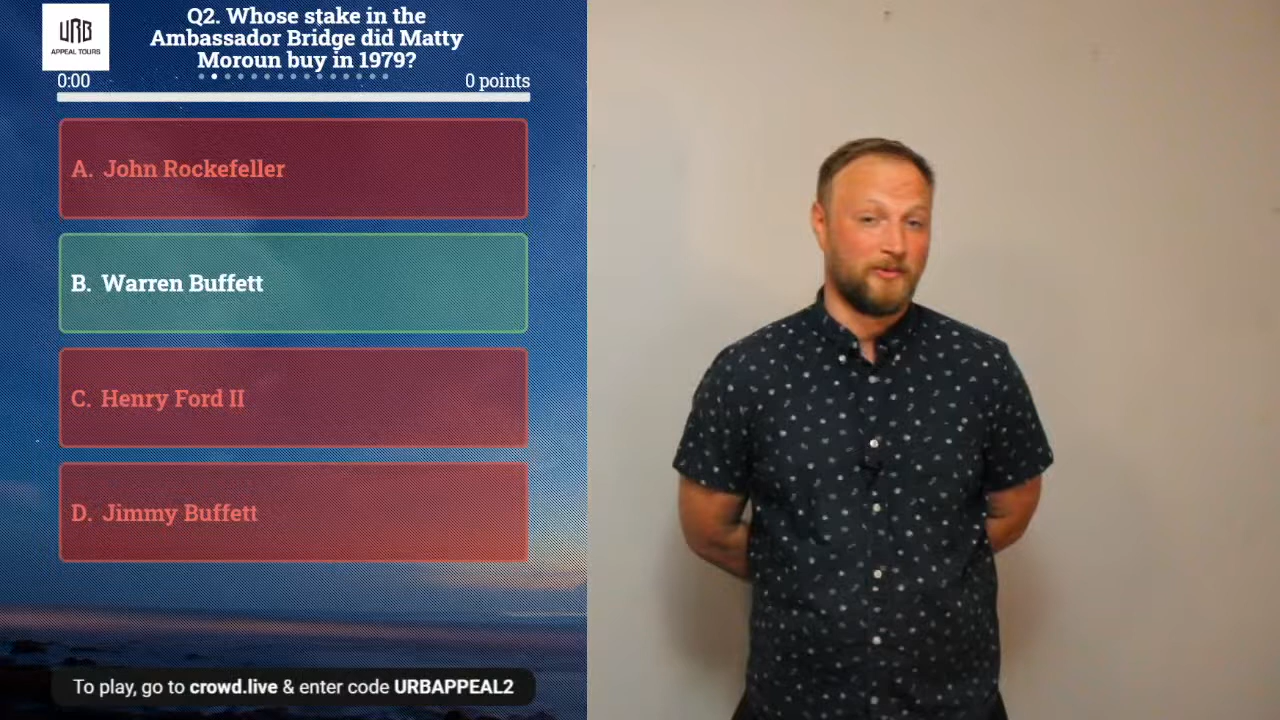 URB
APPEAL TOURS
Q2. Whose stake in the
Ambassador Bridge did Matty
Moroun buy in 1979?
0:00
0 points
A. John Rockefeller
B. Warren Buffett
C. Henry Ford II
D. Jimmy Buffett
To play, go to crowd.live & enter code URBAPPEAL2